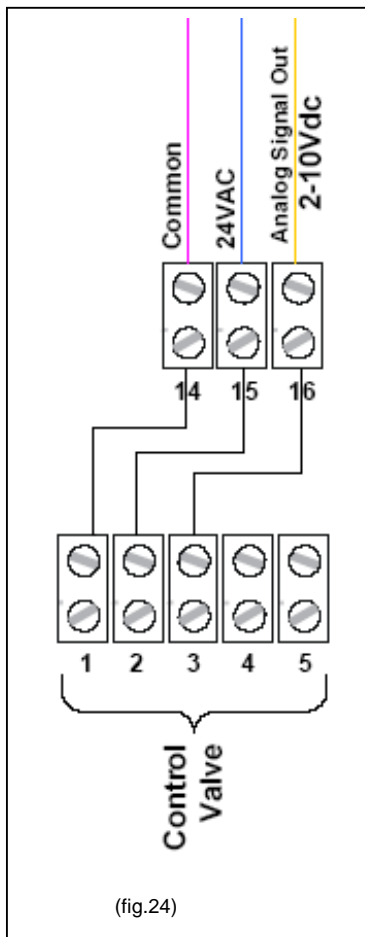 Common
24VAC
Analog Signal Out
2-10Vdc
14 15 16
1 2 3 4 5
Control
Valve
(fig.24)